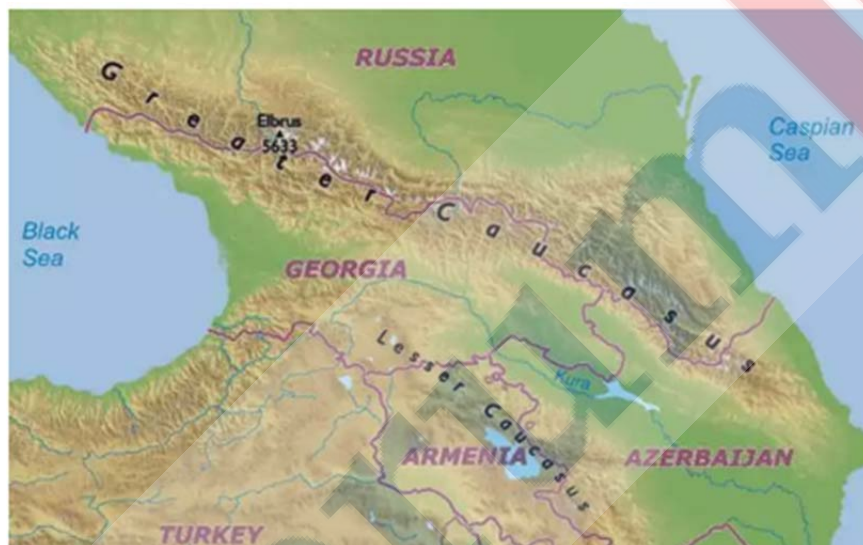 RUSSIA
Greater Caucasus
Elbrus
5633
Caspian
Sea
Black
Sea
GEORGIA
Lesser Caucasus
Kura
ARMENIA
AZERBAIJAN
TURKEY